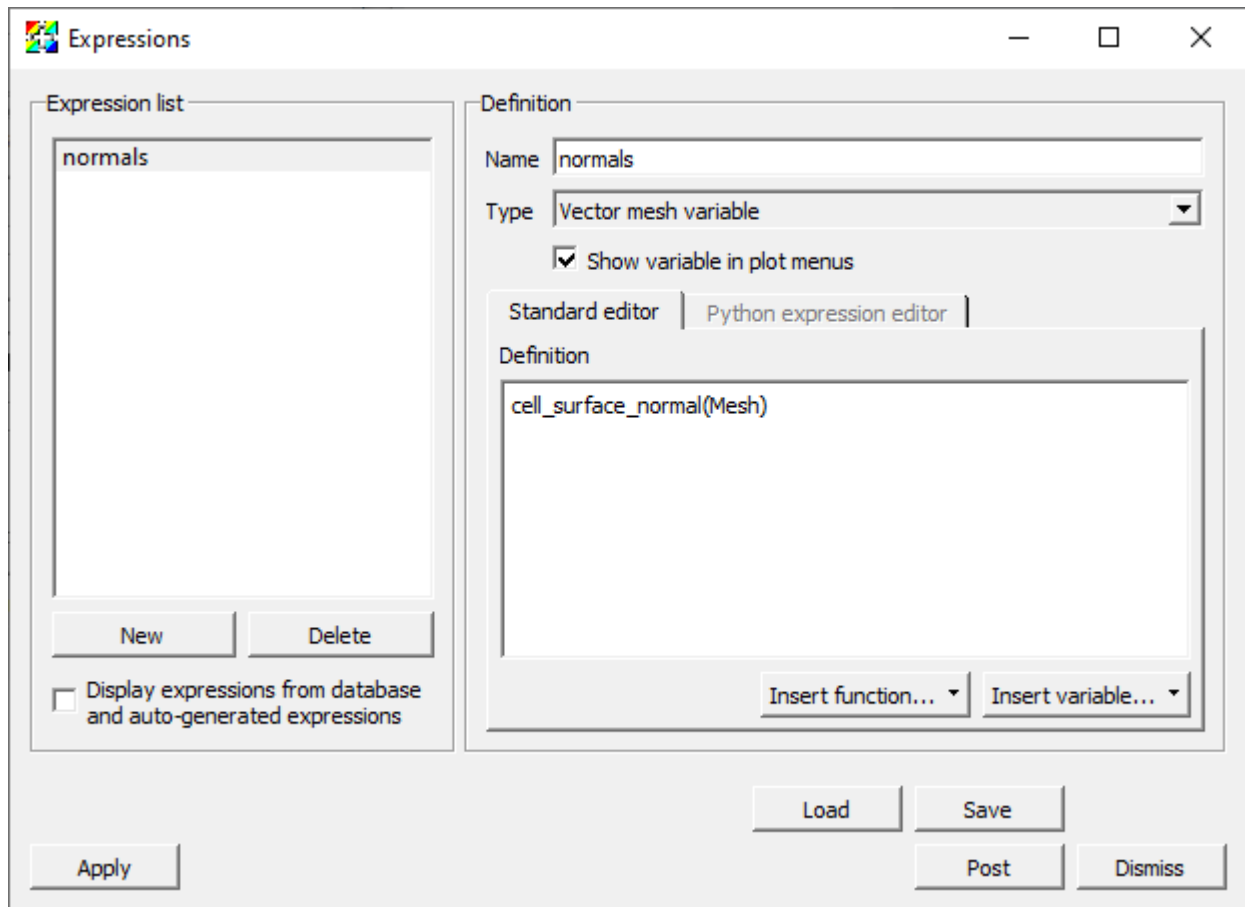 Expressions
Expression list
normals
New
Delete
Display expressions from database
and auto-generated expressions
Definition
Name
normals
Type
Vector mesh variable
Show variable in plot menus
Standard editor
Python expression editor
Definition
cell_surface_normal(Mesh)
Insert function...
Insert variable...
Load
Save
Apply
Post
Dismiss